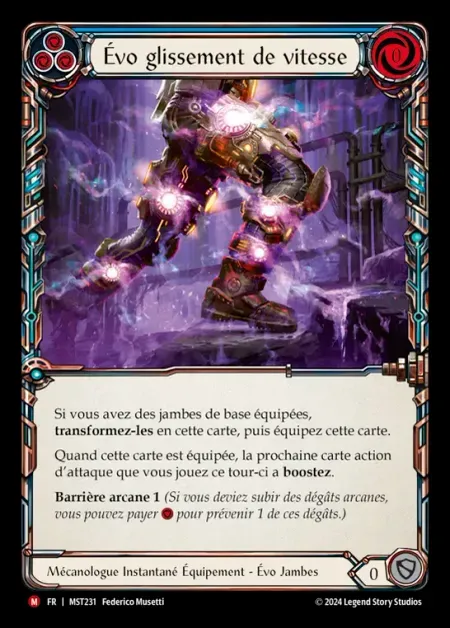 Évo glissement de vitesse
0
Si vous avez des jambes de base équipées,
transformez-les en cette carte, puis équipez cette carte.
Quand cette carte est équipée, la prochaine carte action
d'attaque que vous jouez ce tour-ci a boostez.
Barrière arcane 1 (Si vous deviez subir des dégâts arcanes,
vous pouvez payer pour prévenir 1 de ces dégâts.)
Mécanologue Instantané Équipement - Évo Jambes
0
M FR | MST231 Federico Musetti
© 2024 Legend Story Studios